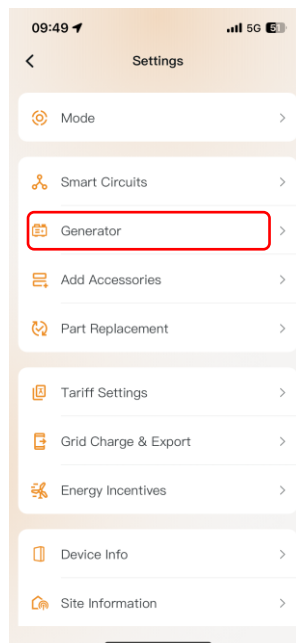 09:49
5G 51
Settings
Mode
Smart Circuits
Generator
Add Accessories
Part Replacement
Tariff Settings
Grid Charge & Export
Energy Incentives
Device Info
Site Information